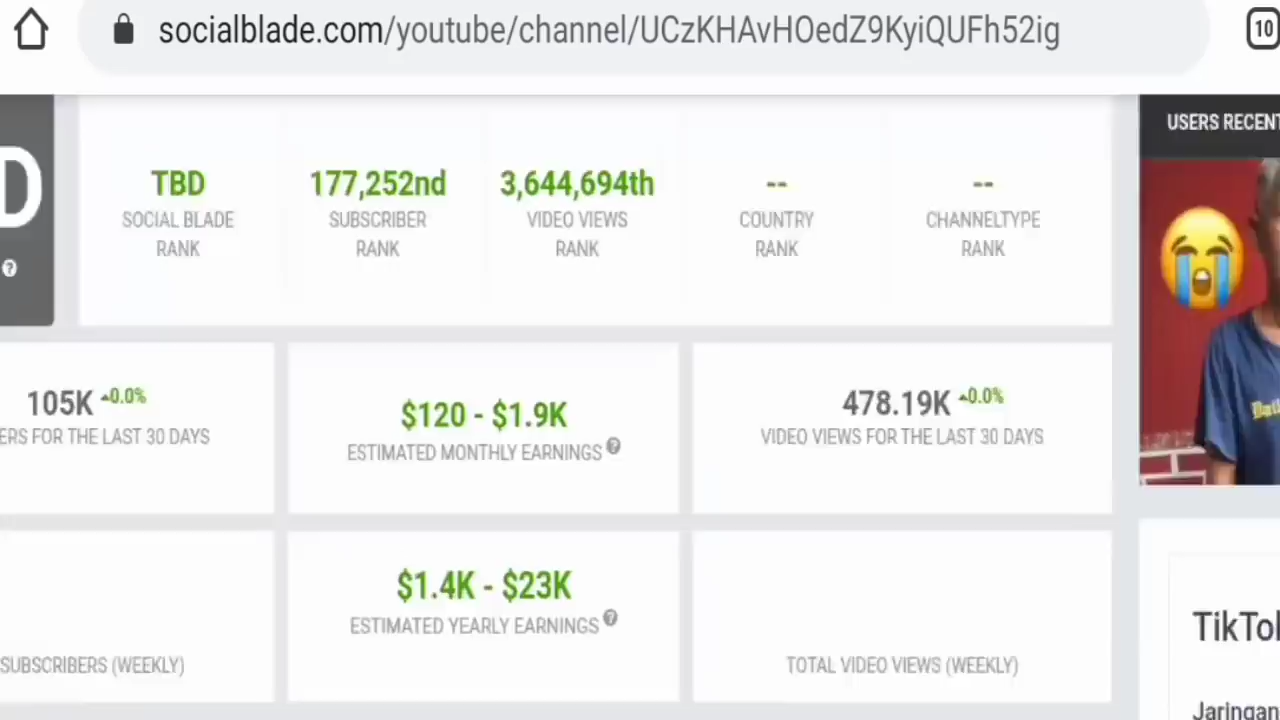 socialblade.com/youtube/channel/UCzKHAvHOedZ9KyiQUFh52ig
10
D
USERS RECENT
TBD
SOCIAL BLADE
RANK
177,252nd
SUBSCRIBER
RANK
3,644,694th
VIDEO VIEWS
RANK
--
COUNTRY
RANK
--
CHANNELTYPE
RANK
105K 0.0%
ERS FOR THE LAST 30 DAYS
$120 - $1.9K
ESTIMATED MONTHLY EARNINGS
478.19K 0.0%
VIDEO VIEWS FOR THE LAST 30 DAYS
SUBSCRIBERS (WEEKLY)
$1.4K - $23K
ESTIMATED YEARLY EARNINGS
TOTAL VIDEO VIEWS (WEEKLY)
TikTok
Jaringan